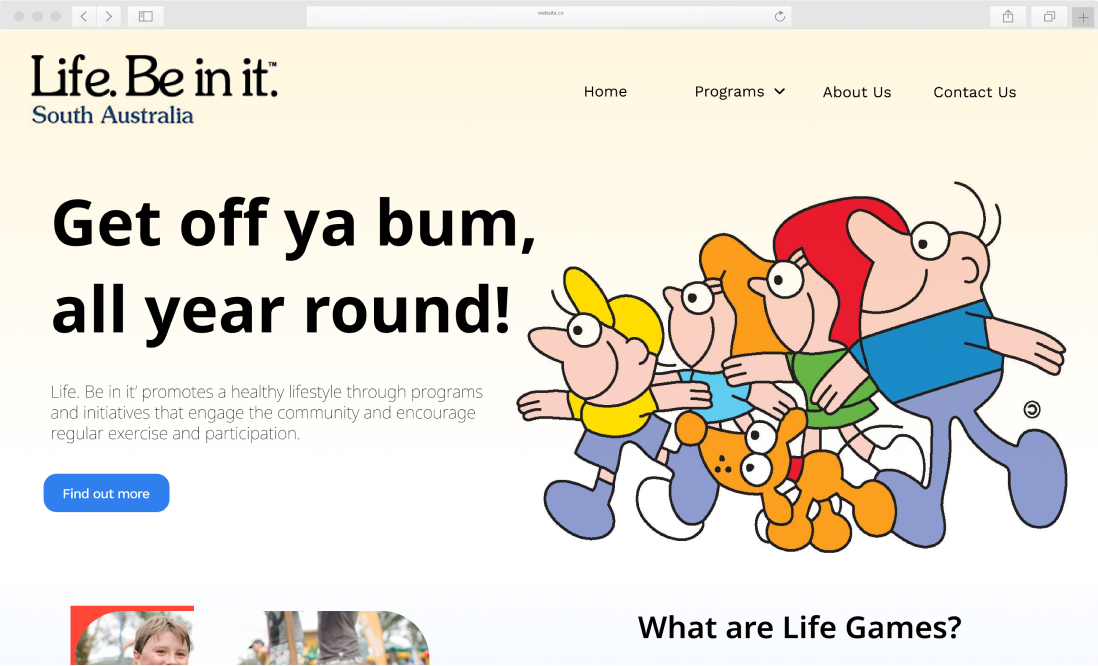 website.co
Life. Be in it.™
South Australia
Home Programs About Us Contact Us
Get off ya bum,
all year round!
Life. Be in it’ promotes a healthy lifestyle through programs
and initiatives that engage the community and encourage
regular exercise and participation.
Find out more
©
What are Life Games?